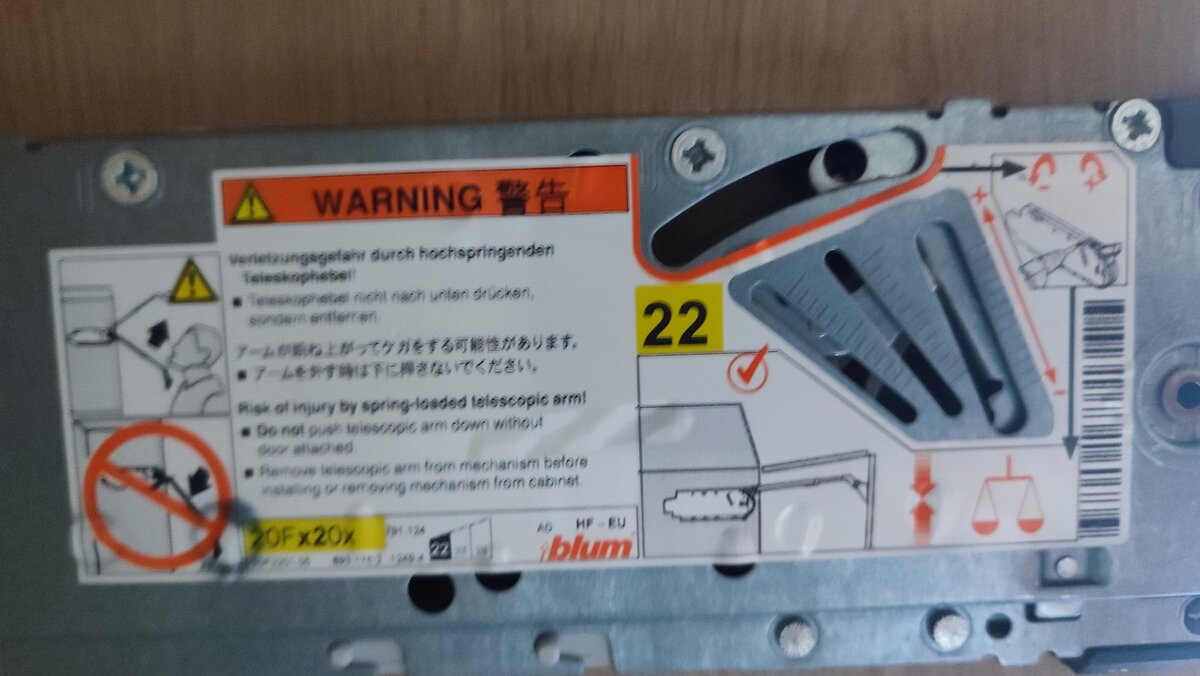 WARNING 警告
Verletzungsgefahr durch hochspringenden
Teleskophebel!
■ Teleskophebel nicht nach unten drücken,
sondern entfernen.
アームが跳ね上がってケガをする可能性があります。
■ アームを外す時は下に押さないでください。
Risk of injury by spring-loaded telescopic arm!
■ Do not push telescopic arm down without
door attached.
■ Remove telescopic arm from mechanism before
installing or removing mechanism from cabinet.
22
20Fx20x
791 124
22
AG HF - EU
blum
+
-